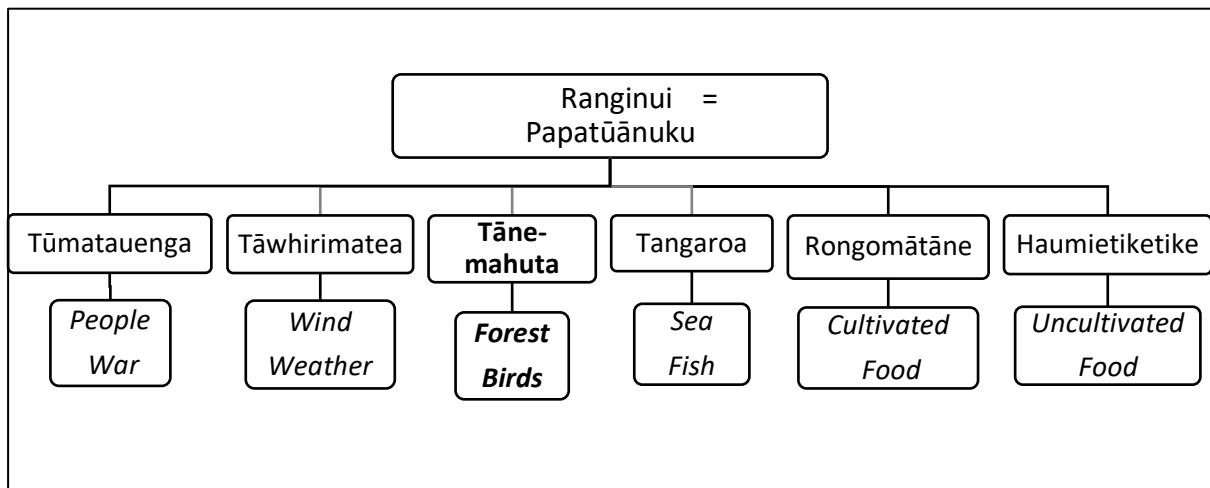 Ranginui =
Papatūānuku
Tūmatauenga
Tāwhirimatea
Tāne-
mahuta
Tangaroa
Rongomātāne
Haumietiketike
People
War
Wind
Weather
Forest
Birds
Sea
Fish
Cultivated
Food
Uncultivated
Food